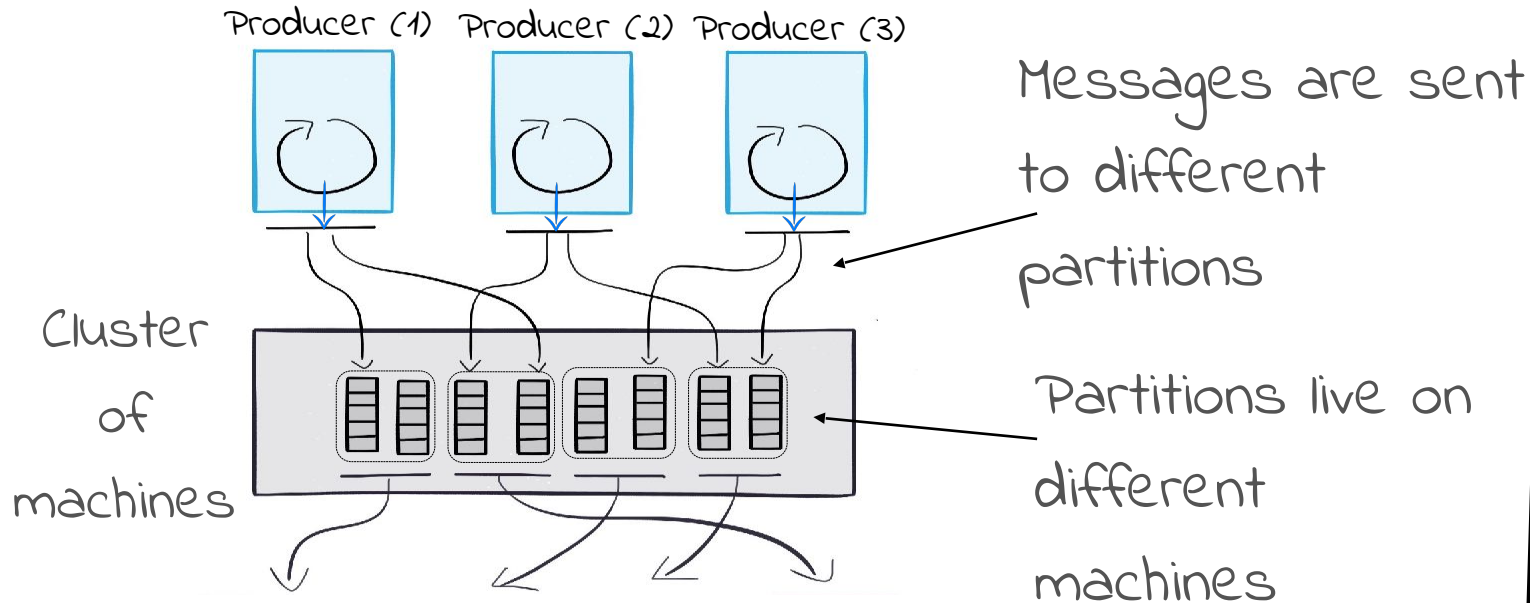 Producer (1) Producer (2) Producer (3)
Messages are sent
to different
partitions
Cluster
of
machines
Partitions live on
different
machines